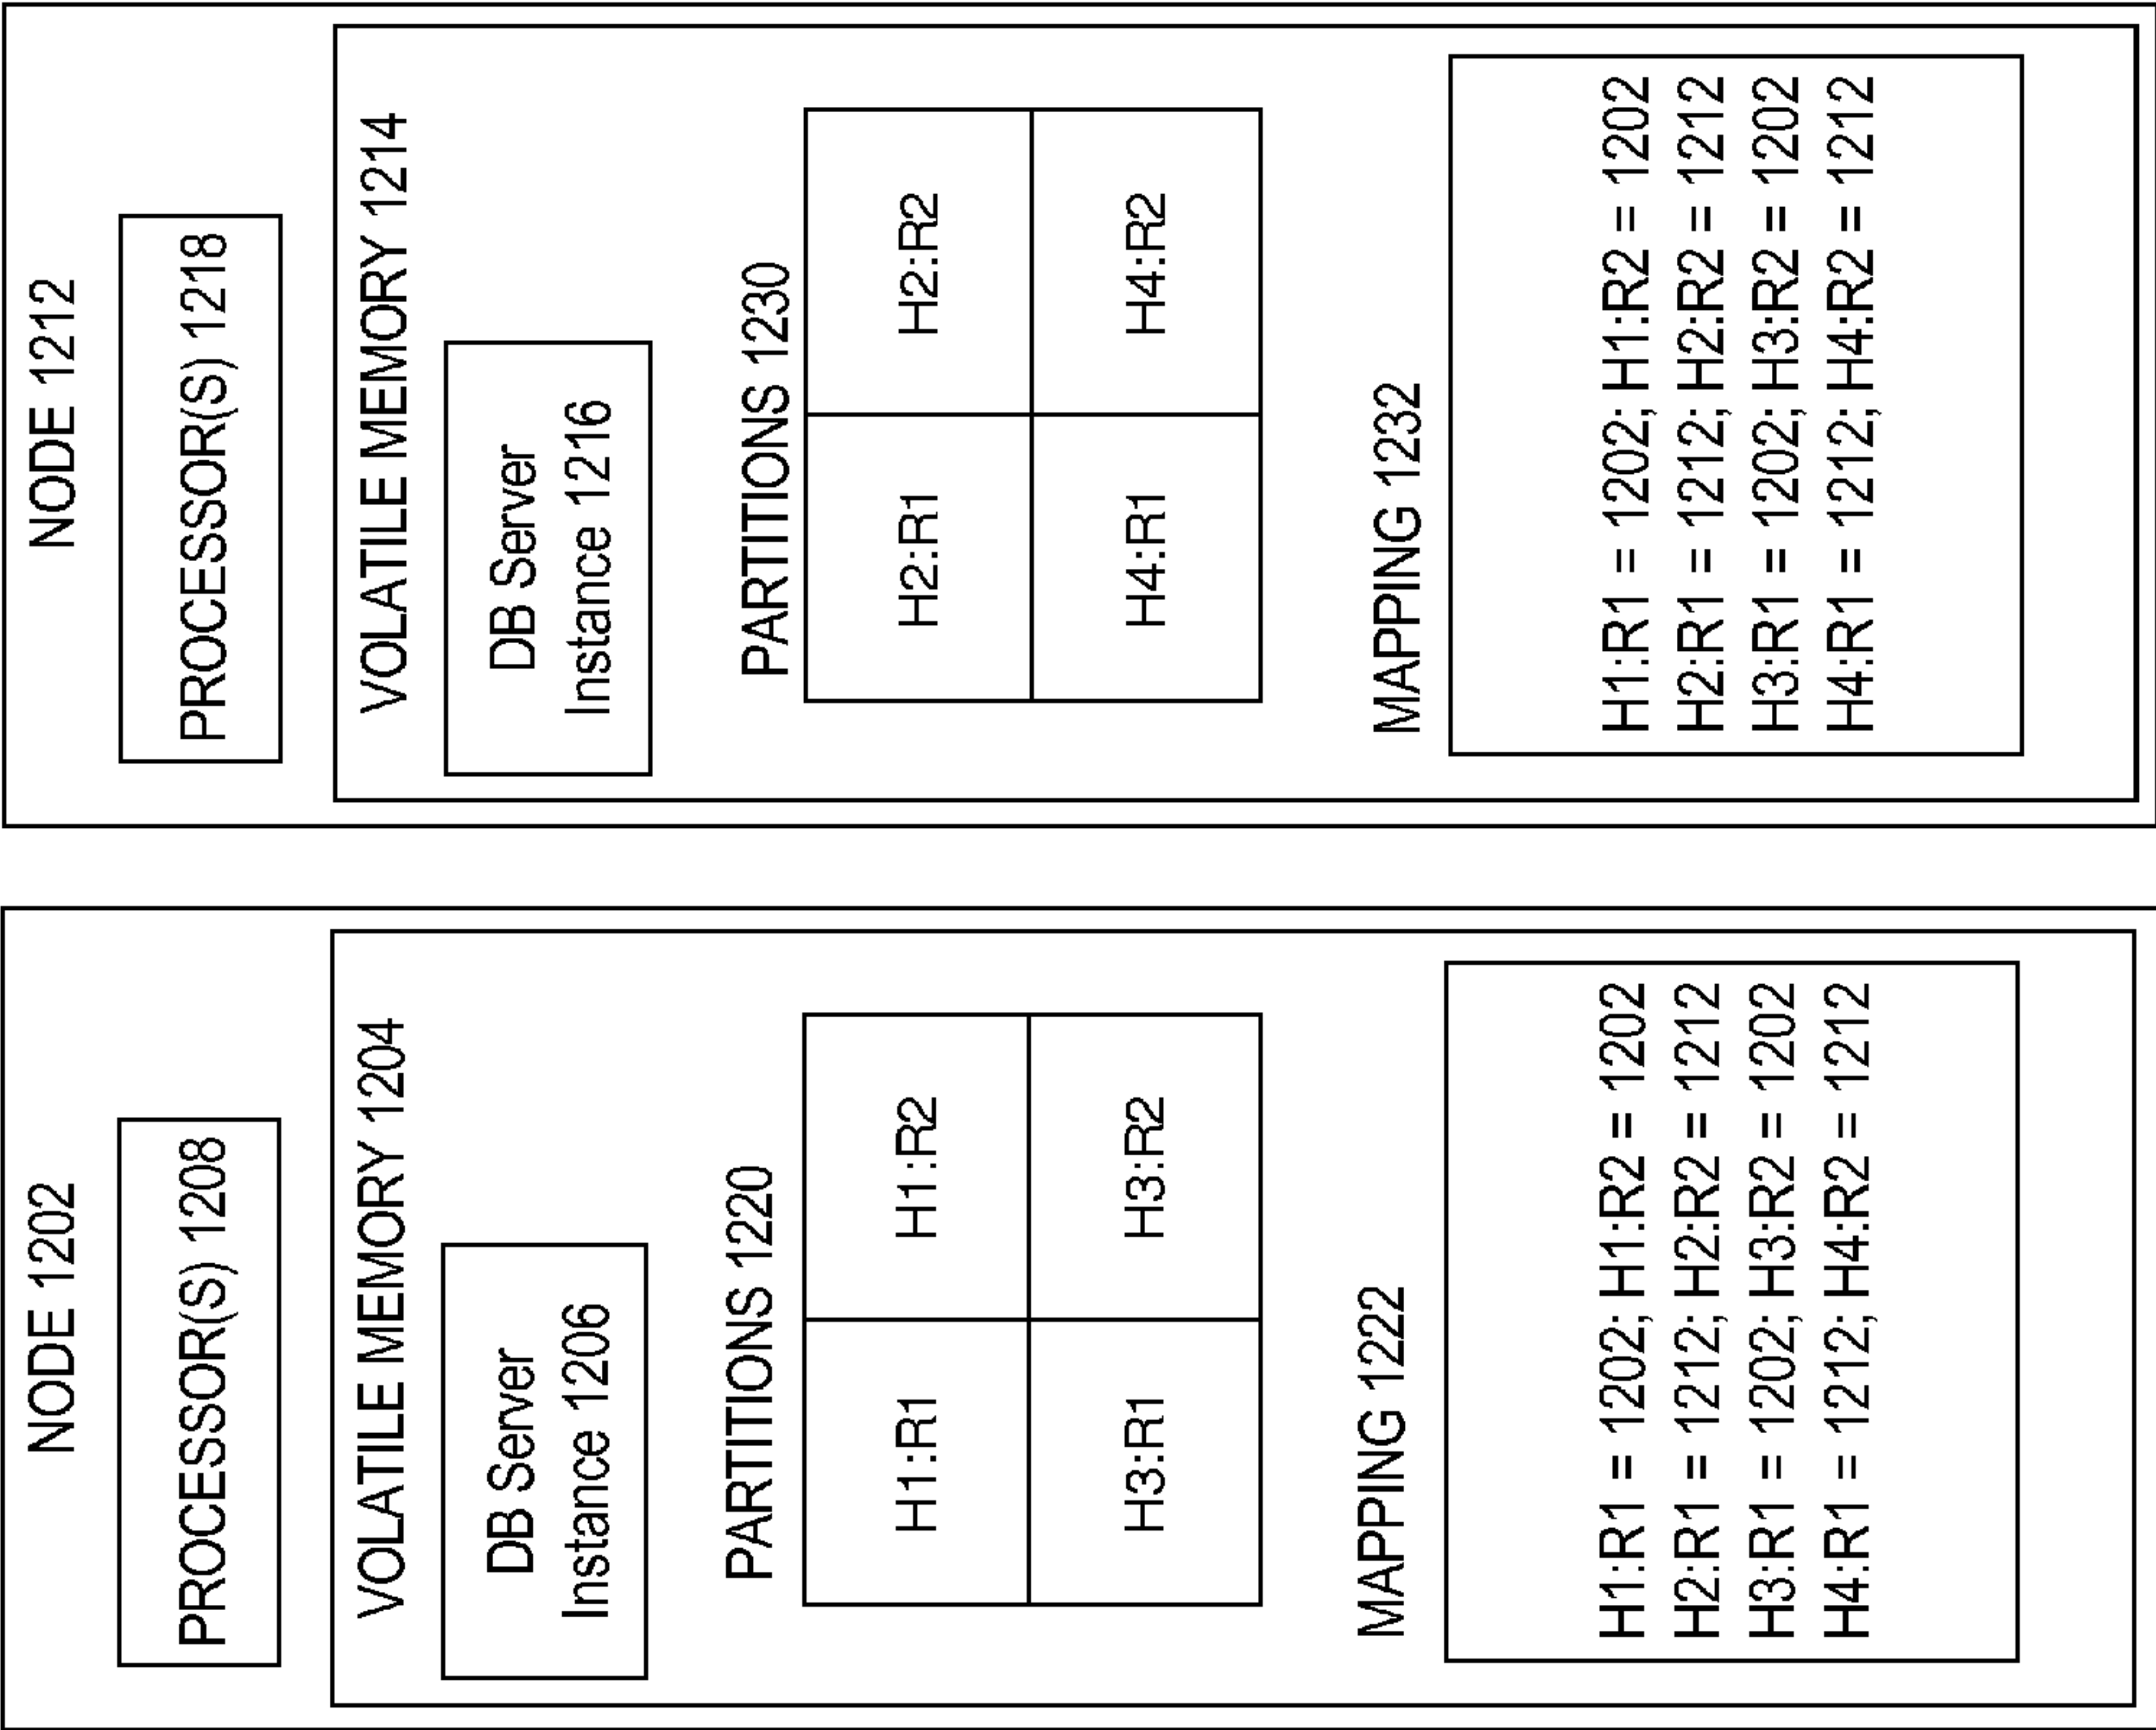 NODE 1202
PROCESSOR(S) 1208
VOLATILE MEMORY 1204
DB Server
Instance 1206
PARTITIONS 1220
H1:R1 H1:R2
H3:R1 H3:R2
MAPPING 1222
H1:R1 = 1202; H1:R2 = 1202
H2:R1 = 1212; H2:R2 = 1212
H3:R1 = 1202; H3:R2 = 1202
H4:R1 = 1212; H4:R2 = 1212
NODE 1212
PROCESSOR(S) 1218
VOLATILE MEMORY 1214
DB Server
Instance 1216
PARTITIONS 1230
H2:R1 H2:R2
H4:R1 H4:R2
MAPPING 1232
H1:R1 = 1202; H1:R2 = 1202
H2:R1 = 1212; H2:R2 = 1212
H3:R1 = 1202; H3:R2 = 1202
H4:R1 = 1212; H4:R2 = 1212